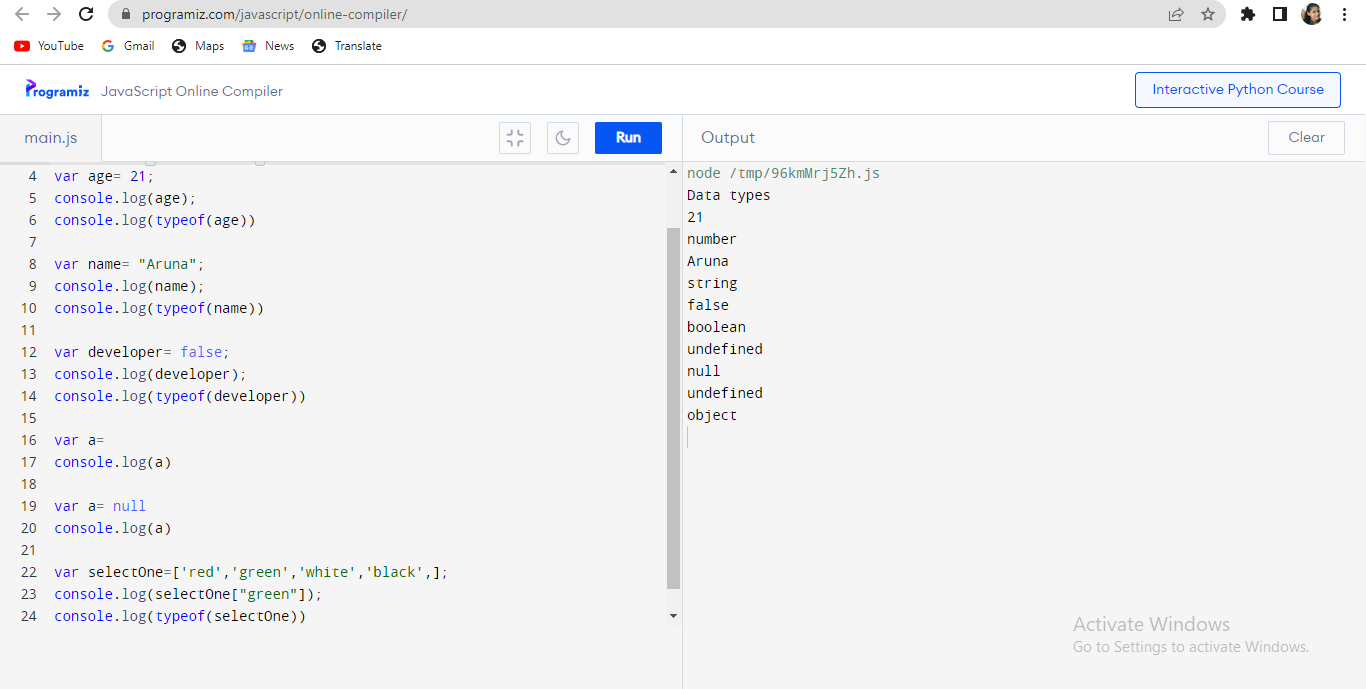 programiz.com/javascript/online-compiler/
YouTube Gmail Maps News Translate
Programiz JavaScript Online Compiler Interactive Python Course
main.js Run Output Clear
4 var age= 21;
5 console.log(age);
6 console.log(typeof(age))
7
8 var name= "Aruna";
9 console.log(name);
10 console.log(typeof(name))
11
12 var developer= false;
13 console.log(developer);
14 console.log(typeof(developer))
15
16 var a=
17 console.log(a)
18
19 var a= null
20 console.log(a)
21
22 var selectOne=['red','green','white','black',];
23 console.log(selectOne["green"]);
24 console.log(typeof(selectOne))
node /tmp/96kmMrj5Zh.js
Data types
21
number
Aruna
string
false
boolean
undefined
null
undefined
object
Activate Windows
Go to Settings to activate Windows.